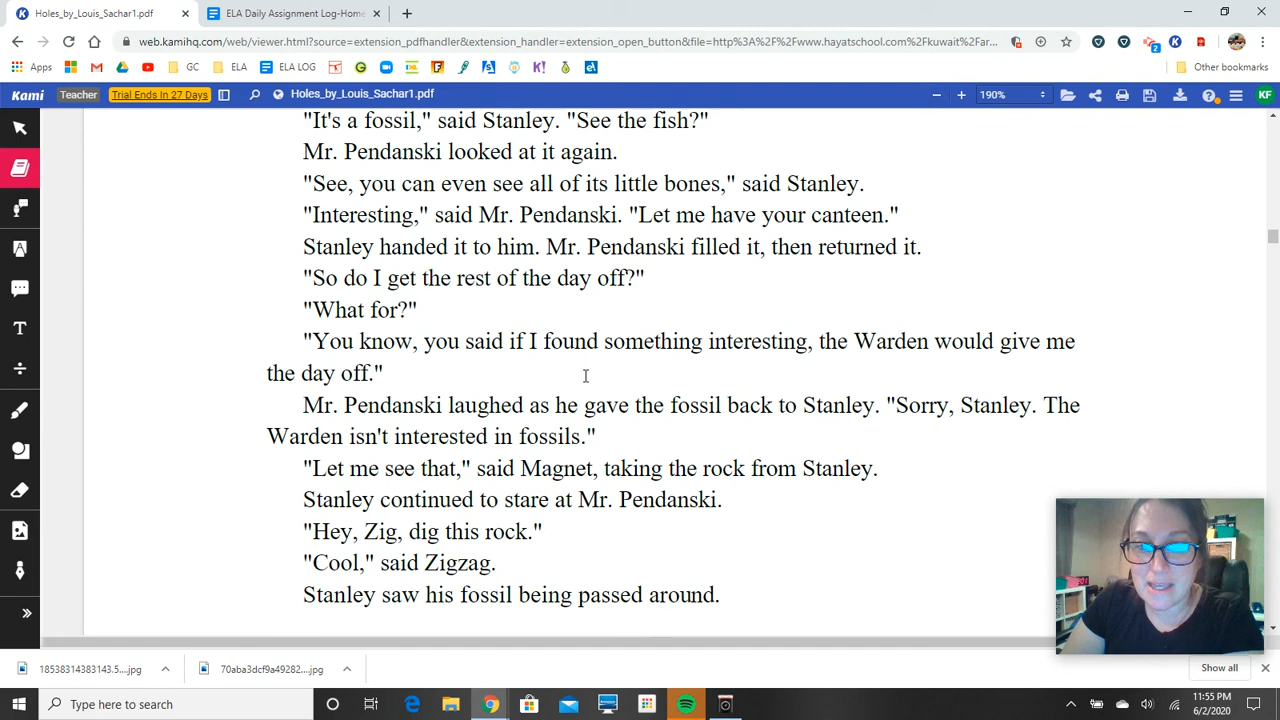 Holes_by_Louis_Sachar1.pdf
ELA Daily Assignment Log-Home
web.kamihq.com/web/viewer.html?source=extension_pdfhandler&extension_handler=extension_open_button&file=http%3A%2F%2Fwww.hayatschool.com%2Fkuwait%2Far...
Apps
GC
ELA
ELA LOG
Other bookmarks
Kami
Teacher
Trial Ends In 27 Days
Holes_by_Louis_Sachar1.pdf
190%
KF
"It's a fossil," said Stanley. "See the fish?"
Mr. Pendanski looked at it again.
"See, you can even see all of its little bones," said Stanley.
"Interesting," said Mr. Pendanski. "Let me have your canteen."
Stanley handed it to him. Mr. Pendanski filled it, then returned it.
"So do I get the rest of the day off?"
"What for?"
"You know, you said if I found something interesting, the Warden would give me
the day off."
Mr. Pendanski laughed as he gave the fossil back to Stanley. "Sorry, Stanley. The
Warden isn't interested in fossils."
"Let me see that," said Magnet, taking the rock from Stanley.
Stanley continued to stare at Mr. Pendanski.
"Hey, Zig, dig this rock."
"Cool," said Zigzag.
Stanley saw his fossil being passed around.
18538314383143.5....jpg
70aba3dcf9a49282....jpg
Show all
Type here to search
11:55 PM
6/2/2020